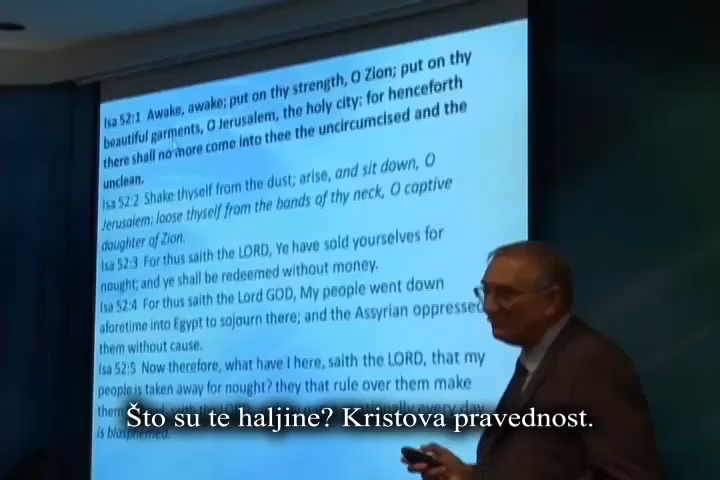 Isa 52:1 Awake, awake; put on thy strength, O Zion; put on thy
beautiful garments, O Jerusalem, the holy city: for henceforth
there shall no more come into thee the uncircumcised and the
unclean.
Isa 52:2 Shake thyself from the dust; arise, and sit down, O
Jerusalem: loose thyself from the bands of thy neck, O captive
daughter of Zion.
Isa 52:3 For thus saith the LORD, Ye have sold yourselves for
nought; and ye shall be redeemed without money.
Isa 52:4 For thus saith the Lord GOD, My people went down
aforetime into Egypt to sojourn there; and the Assyrian oppressed
them without cause.
Isa 52:5 Now therefore, what have I here, saith the LORD, that my
people is taken away for nought? they that rule over them make
them
is blasphemed.
Što su te haljine? Kristova pravednost.